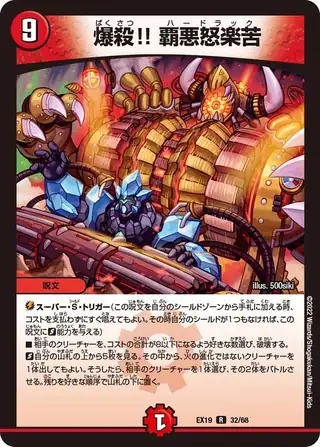 9
ばくさつ ハードラック
爆殺!! 覇悪怒楽苦
illus. 500siki
呪文
スーパー・S・トリガー(この呪文を自分のシールドゾーンから手札に加える時、
コストを支払わずにすぐ唱えてもよい。その時自分のシールドが1つもなければ、この
呪文に能力を与える)
■相手のクリーチャーを、コストの合計が8以下になるよう好きな数選び、破壊する。
自分の山札の上から5枚を見る。その中から、火の進化ではないクリーチャーを
1体出してもよい。そうしたら、相手のクリーチャーを1体選び、その2体をバトルさ
せる。残りを好きな順序で山札の下に置く。
©2022 Wizards/Shogakukan/Mitsui-Kids
1
EX19 R 32/68